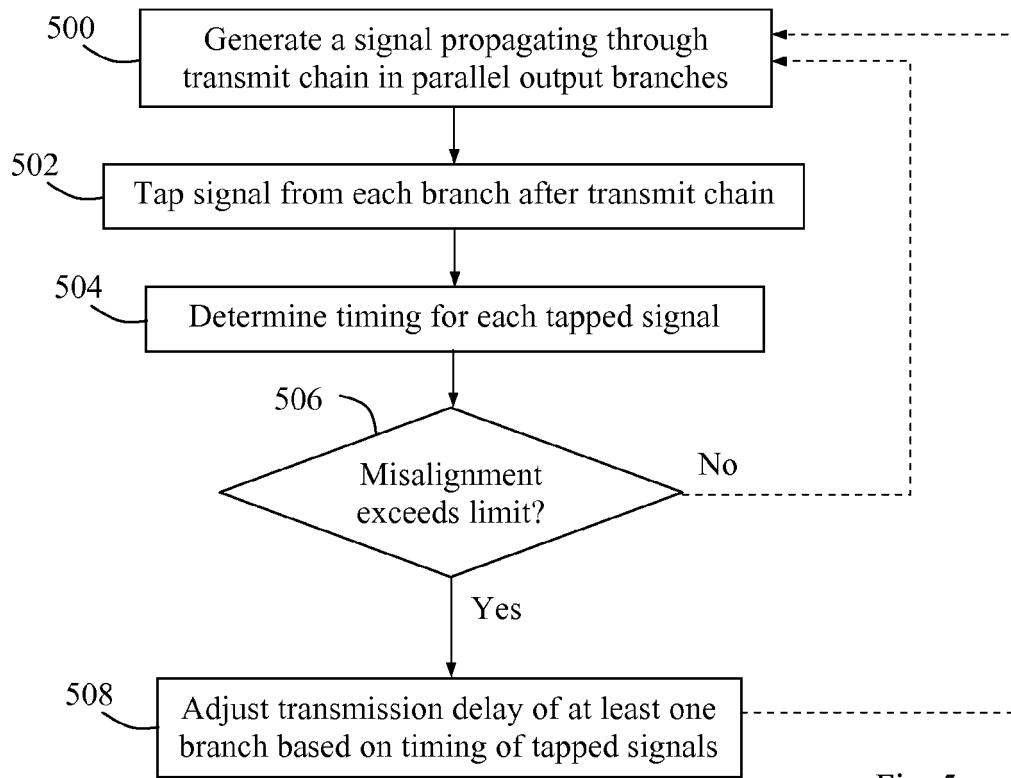 500
Generate a signal propagating through
transmit chain in parallel output branches
502
Tap signal from each branch after transmit chain
504
Determine timing for each tapped signal
506
Misalignment
exceeds limit?
No
Yes
508
Adjust transmission delay of at least one
branch based on timing of tapped signals